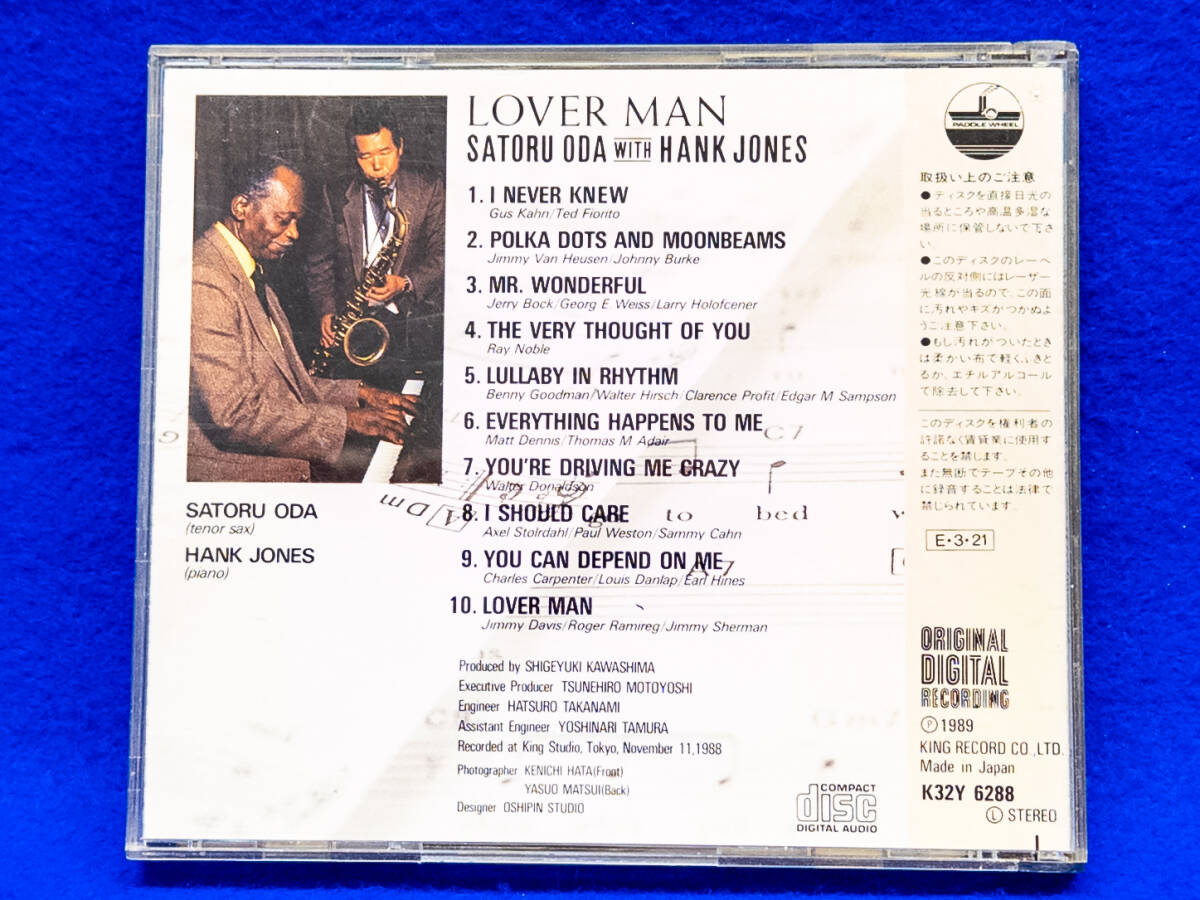 LOVER MAN
SATORU ODA WITH HANK JONES
1. I NEVER KNEW
Gus Kahn/Ted Fiorito
2. POLKA DOTS AND MOONBEAMS
Jimmy Van Heusen/Johnny Burke
3. MR. WONDERFUL
Jerry Bock/Georg E. Weiss/Larry Holofcener
4. THE VERY THOUGHT OF YOU
Ray Noble
5. LULLABY IN RHYTHM
Benny Goodman/Walter Hirsch/Clarence Profit/Edgar M Sampson
6. EVERYTHING HAPPENS TO ME
Matt Dennis/Thomas M Adair
7. YOU'RE DRIVING ME CRAZY
Walter Donaldson
8. I SHOULD CARE
Axel Stolrdahl/Paul Weston/Sammy Cahn
9. YOU CAN DEPEND ON ME
Charles Carpenter/Louis Danlap/Earl Hines
10. LOVER MAN
Jimmy Davis/Roger Ramireg/Jimmy Sherman
SATORU ODA
(tenor sax)
HANK JONES
(piano)
C7
A Dm
to bed
A7
Produced by SHIGEYUKI KAWASHIMA
Executive Producer TSUNEHIRO MOTOYOSHI
Engineer HATSURO TAKANAMI
Assistant Engineer YOSHINARI TAMURA
Recorded at King Studio, Tokyo, November 11, 1988
Photographer KENICHI HATA(Front)
YASUO MATSUI(Back)
Designer OSHIPIN STUDIO
COMPACT
disc
DIGITAL AUDIO
PADDLE WHEEL
取扱い上のご注意
●ディスクを直接日光の
当るところや高温多湿な
場所に保管しないで下さ
い。
●このディスクのレーベ
ルの反対側にはレーザー
光線が当るので、この面
に汚れやキズがつかぬよ
うご注意下さい。
●もし汚れがついたとき
は柔かい布で軽くふきと
るか、エチルアルコール
で除去して下さい。
このディスクを権利者の
許諾なく賃貸業に使用す
ることを禁じます。
また無断でテープその他
に録音することは法律で
禁じられています。
E・3・21
ORIGINAL
DIGITAL
RECORDING
Ⓟ1989
KING RECORD CO.,LTD.
Made in Japan
K32Y 6288
Ⓛ STEREO